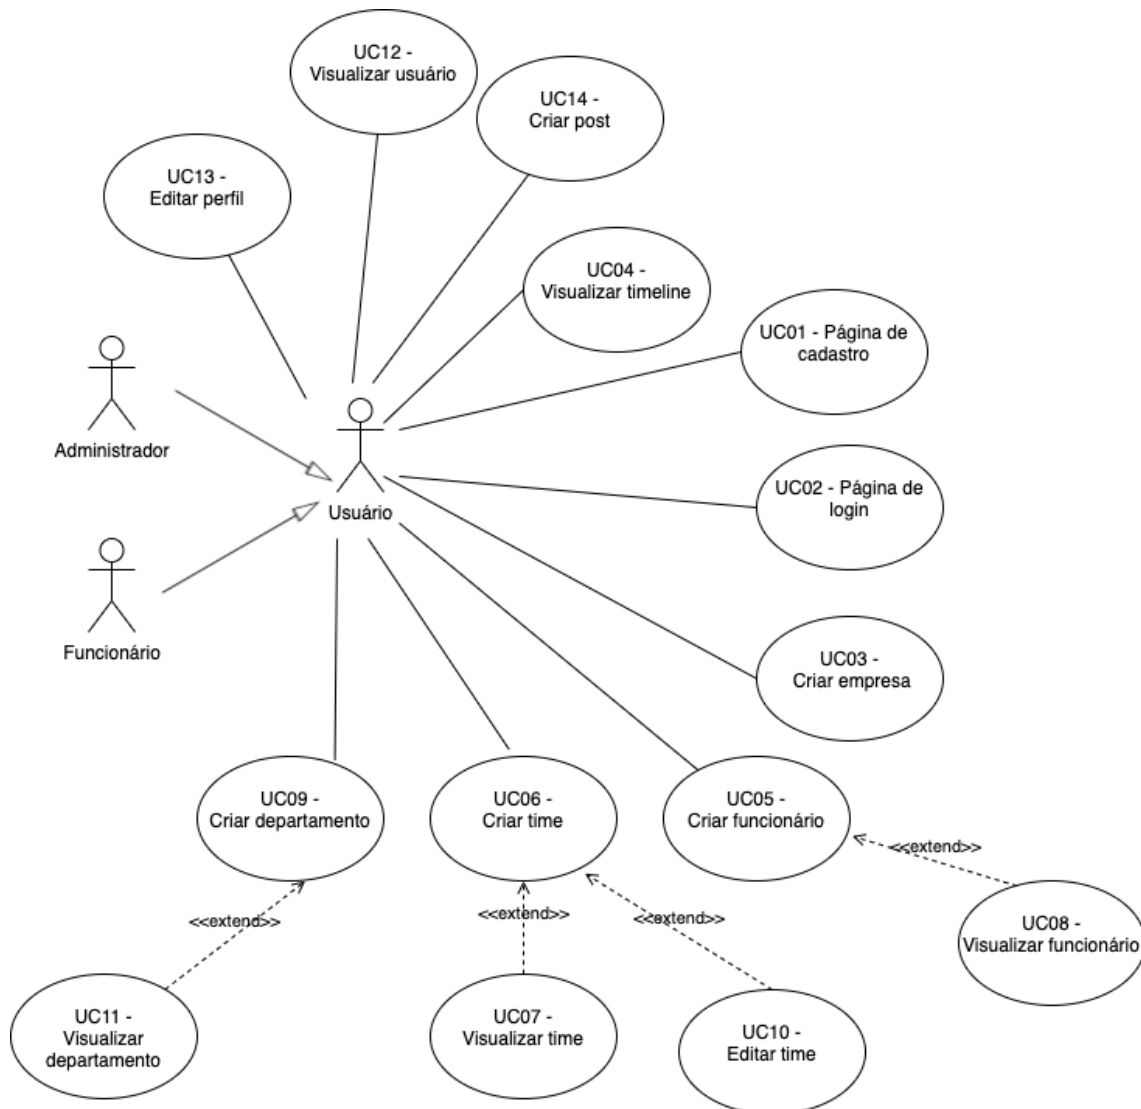 UC12 -
Visualizar usuário
UC14 -
Criar post
UC13 -
Editar perfil
UC04 -
Visualizar timeline
UC01 - Página de
cadastro
Administrador
UC02 - Página de
login
Usuário
Funcionário
UC03 -
Criar empresa
UC09 -
Criar departamento
UC06 -
Criar time
UC05 -
Criar funcionário
<<extend>>
<<extend>>
<<extend>>
<<extend>>
UC08 -
Visualizar funcionário
UC11 -
Visualizar
departamento
UC07 -
Visualizar time
UC10 -
Editar time